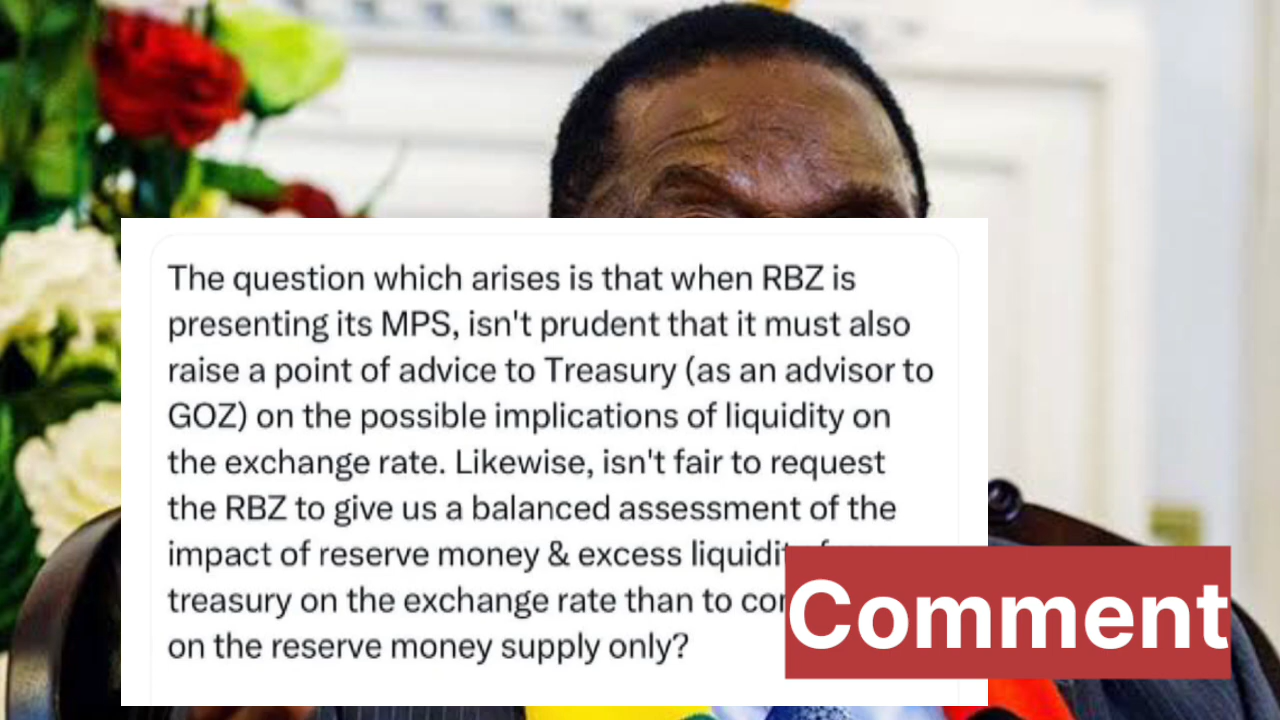 The question which arises is that when RBZ is
presenting its MPS, isn't prudent that it must also
raise a point of advice to Treasury (as an advisor to
GOZ) on the possible implications of liquidity on
the exchange rate. Likewise, isn't fair to request
the RBZ to give us a balanced assessment of the
impact of reserve money & excess
treasury on the exchange rate than to
on the reserve money supply only?
Comment